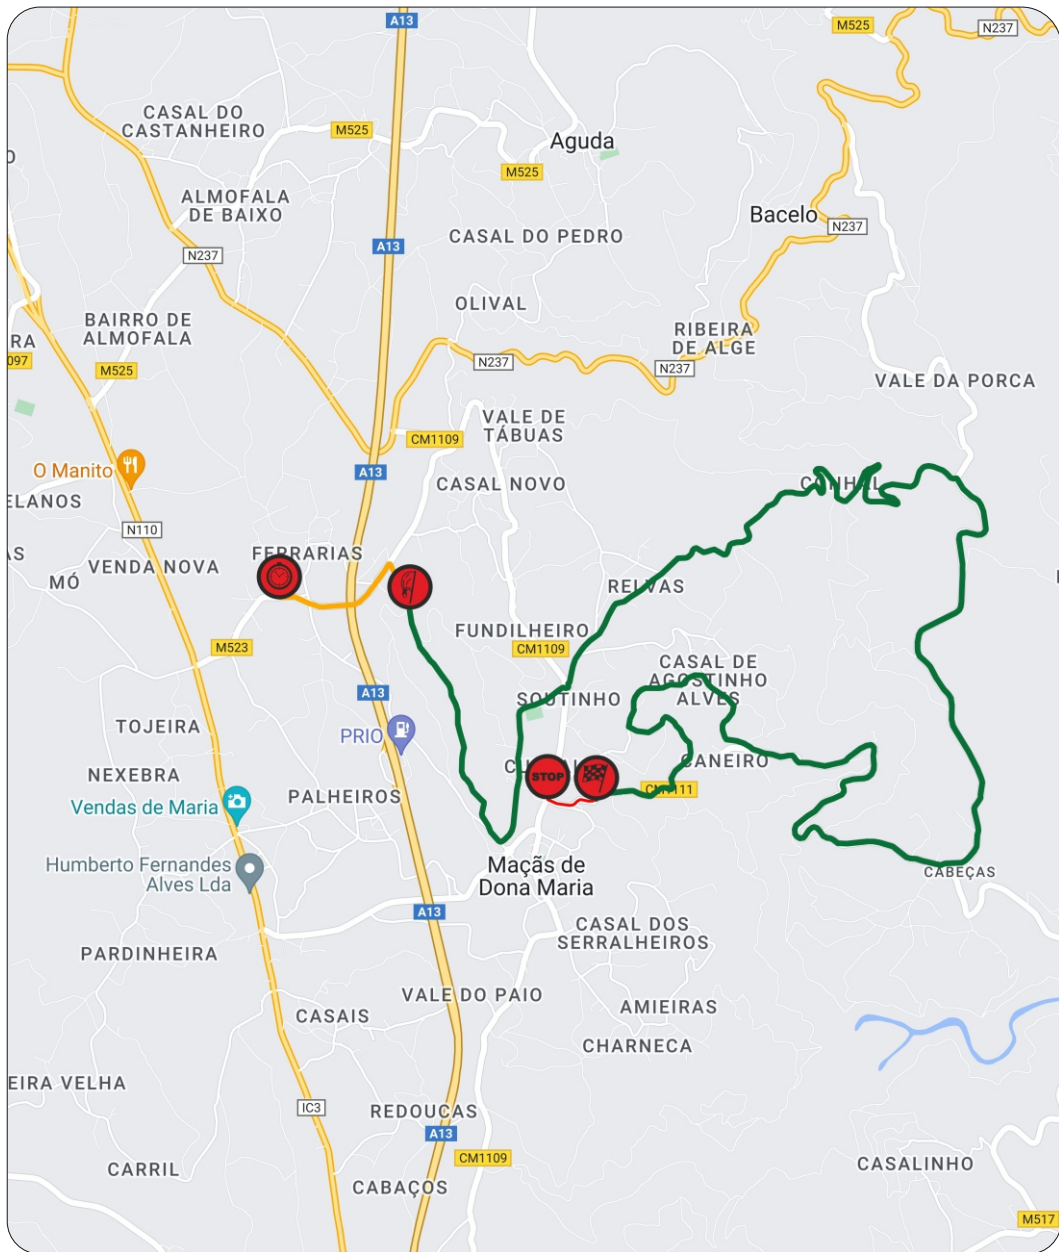 A13
M525
N237
CASAL DO
CASTANHEIRO
M525
Aguda
M525
ALMOFALA
DE BAIXO
Bacelo
N237
CASAL DO PEDRO
A13
N237
OLIVAL
BAIRRO DE
ALMOFALA
RIBEIRA
DE ALGE
RA
097
N237
N237
M525
VALE DA PORCA
VALE DE
TÁBUAS
CM1109
O Manito
A13
CASAL NOVO
ELANOS
N110
AS
FERRARIAS
VENDA NOVA
MÓ
RELVAS
FUNDILHEIRO
M523
CM1109
CASAL DE
AGOSTINHO
ALVES
A13
SOUTINHO
TOJEIRA
PRIO
CANEIRO
NEXEBRA
STOP
PALHEIROS
Vendas de Maria
Maçãs de
Dona Maria
Humberto Fernandes
Alves Lda
CABEÇAS
A13
CASAL DOS
SERRALHEIROS
PARDINHEIRA
VALE DO PAIO
CASAIS
AMIEIRAS
CHARNECA
EIRA VELHA
IC3
REDOUCAS
A13
CM1109
CARRIL
CASALINHO
CABAÇOS
M517